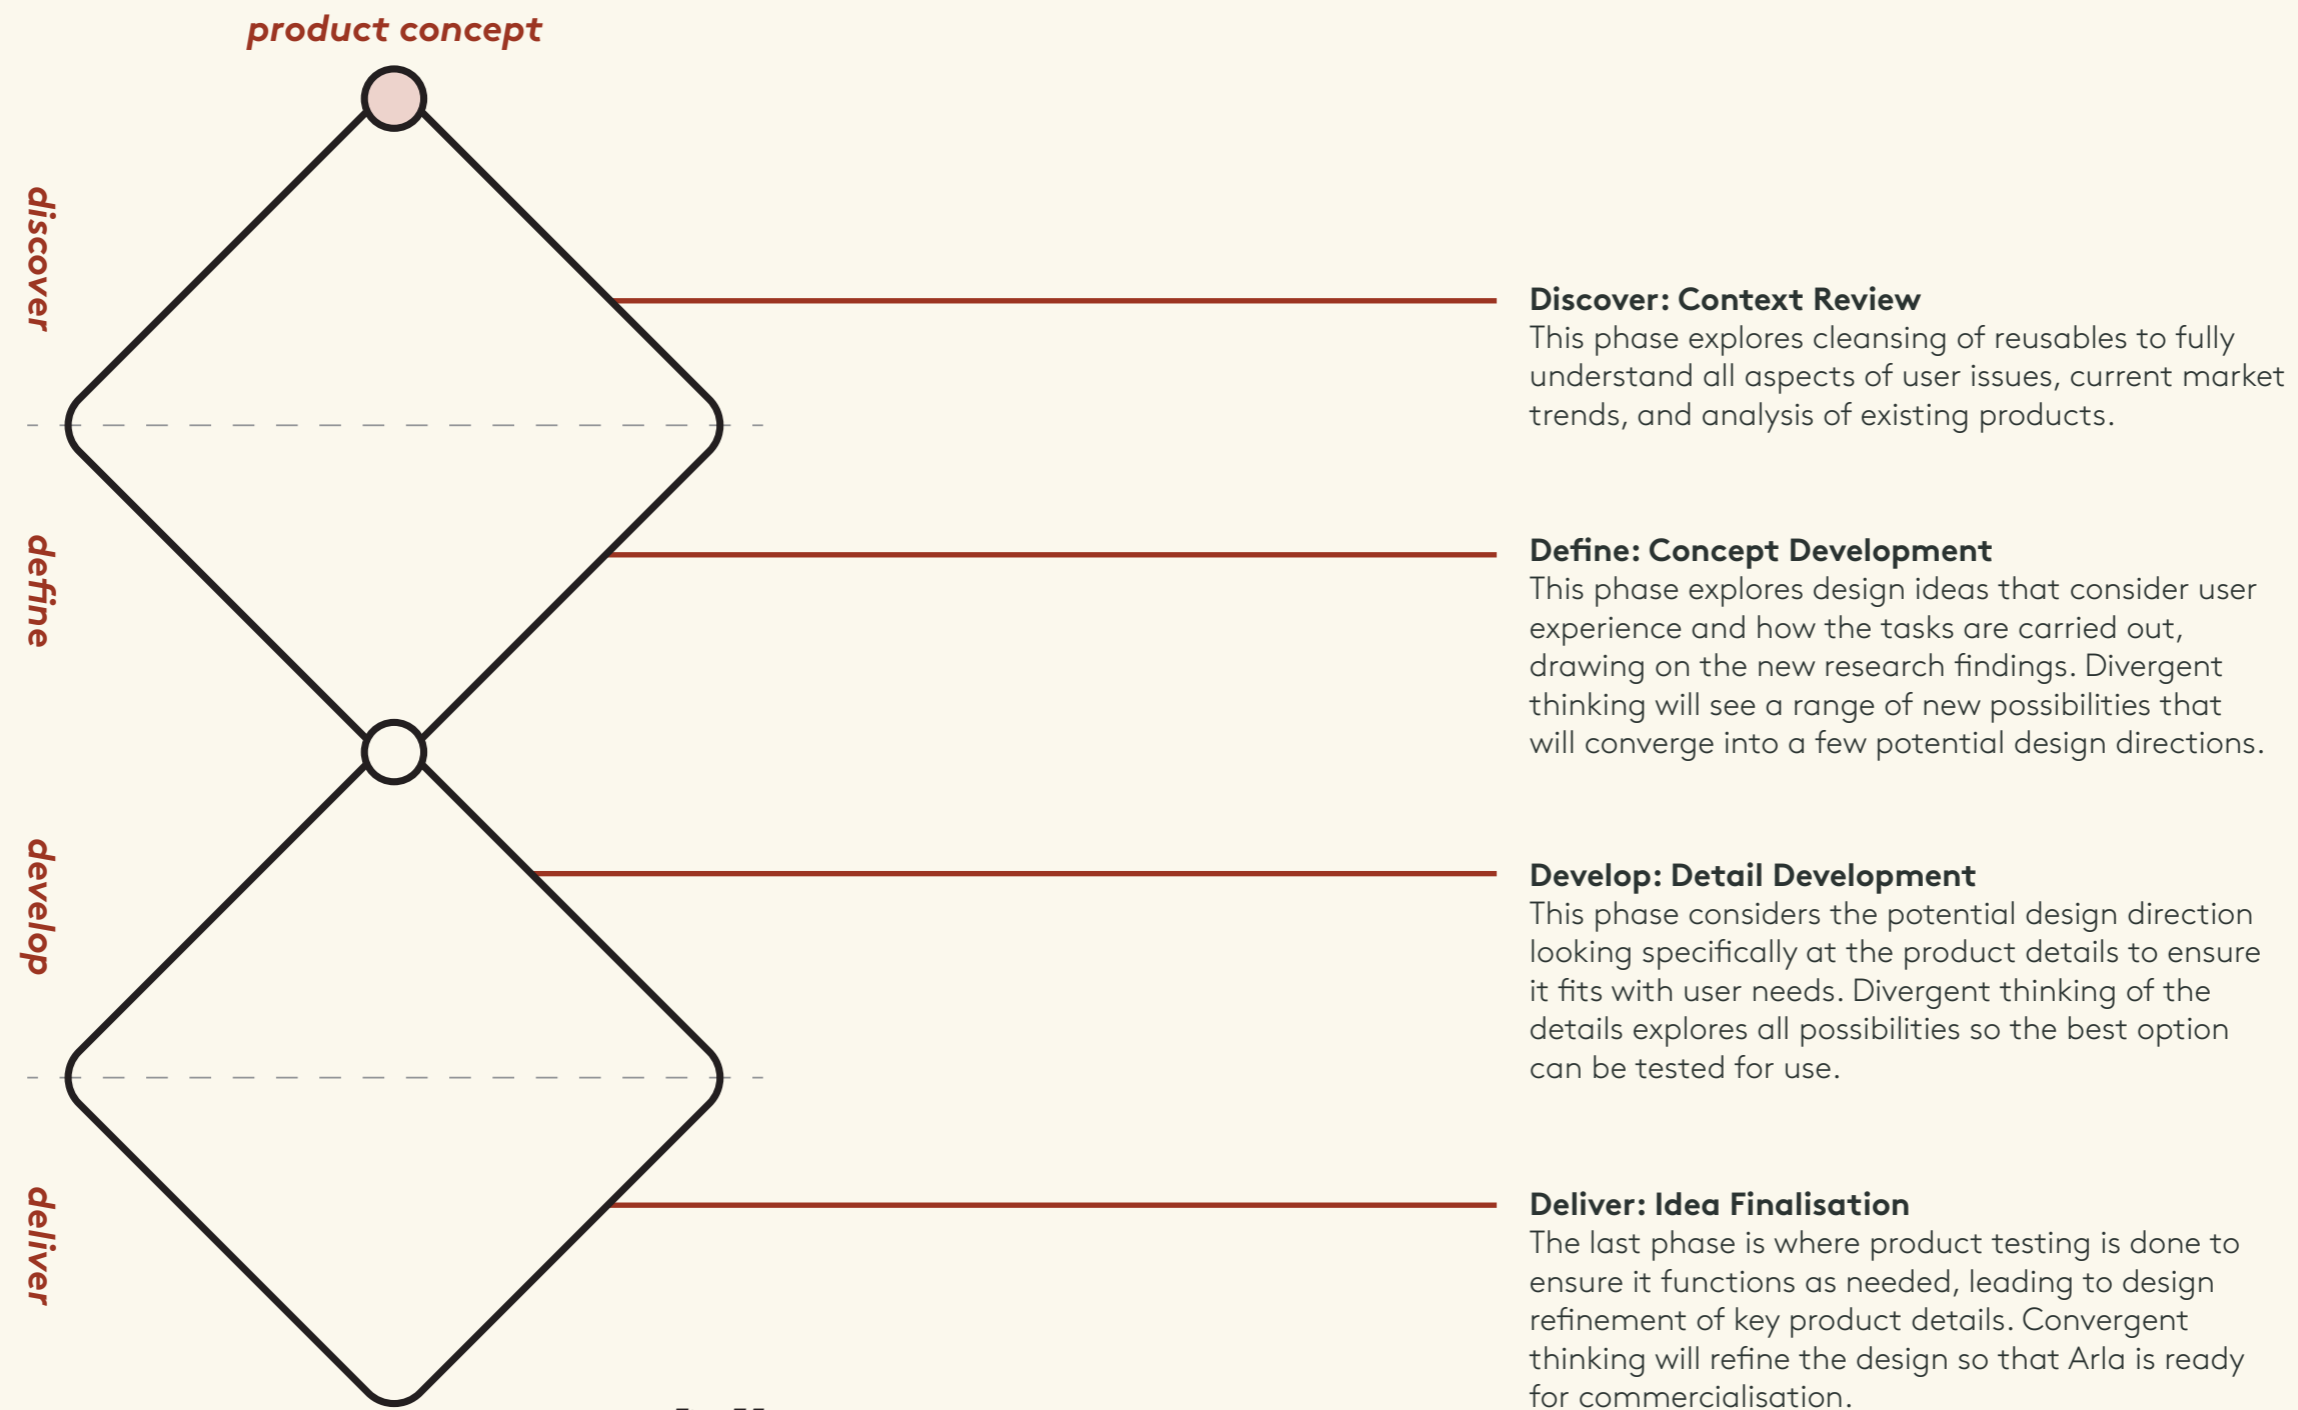 product concept
discover
Discover: Context Review
This phase explores cleansing of reusables to fully
understand all aspects of user issues, current market
trends, and analysis of existing products.
define
Define: Concept Development
This phase explores design ideas that consider user
experience and how the tasks are carried out,
drawing on the new research findings. Divergent
thinking will see a range of new possibilities that
will converge into a few potential design directions.
develop
Develop: Detail Development
This phase considers the potential design direction
looking specifically at the product details to ensure
it fits with user needs. Divergent thinking of the
details explores all possibilities so the best option
can be tested for use.
deliver
Deliver: Idea Finalisation
The last phase is where product testing is done to
ensure it functions as needed, leading to design
refinement of key product details. Convergent
thinking will refine the design so that Arla is ready
for commercialisation.